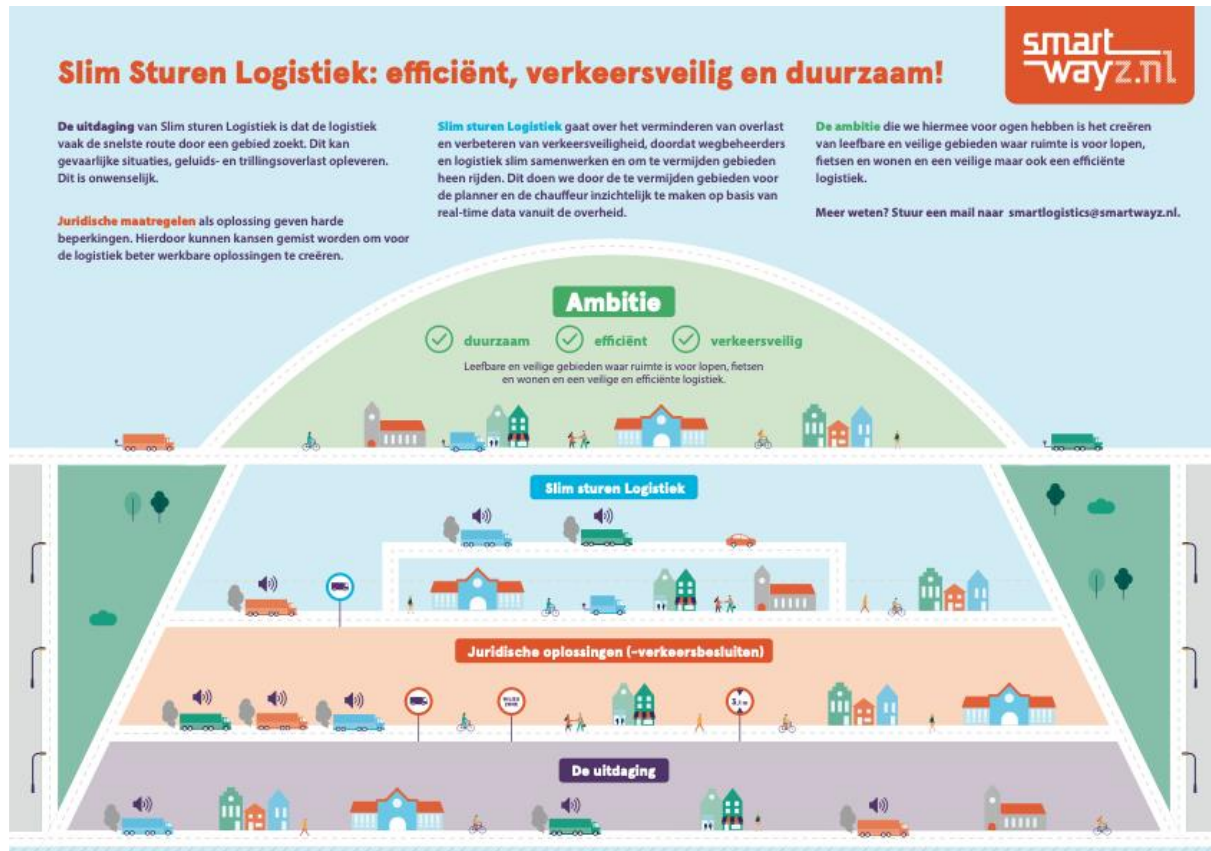 smart
wayz.nl
Slim Sturen Logistiek: efficiënt, verkeersveilig en duurzaam!
De uitdaging van Slim sturen Logistiek is dat de logistiek
vaak de snelste route door een gebied zoekt. Dit kan
gevaarlijke situaties, geluids- en trillingsoverlast opleveren.
Dit is onwenselijk.
Juridische maatregelen als oplossing geven harde
beperkingen. Hierdoor kunnen kansen gemist worden om voor
de logistiek beter werkbare oplossingen te creëren.
Slim sturen Logistiek gaat over het verminderen van overlast
en verbeteren van verkeersveiligheid, doordat wegbeheerders
en logistiek slim samenwerken en om te vermijden gebieden
heen rijden. Dit doen we door de te vermijden gebieden voor
de planner en de chauffeur inzichtelijk te maken op basis van
real-time data vanuit de overheid.
De ambitie die we hiermee voor ogen hebben is het creëren
van leefbare en veilige gebieden waar ruimte is voor lopen,
fietsen en wonen en een veilige maar ook een efficiënte
logistiek.
Meer weten? Stuur een mail naar smartlogistics@smartwayz.nl.
Ambitie
duurzaam efficiënt verkeersveilig
Leefbare en veilige gebieden waar ruimte is voor lopen, fietsen
en wonen en een veilige en efficiënte logistiek.
Slim sturen Logistiek
Juridische oplossingen (-verkeersbesluiten)
De uitdaging